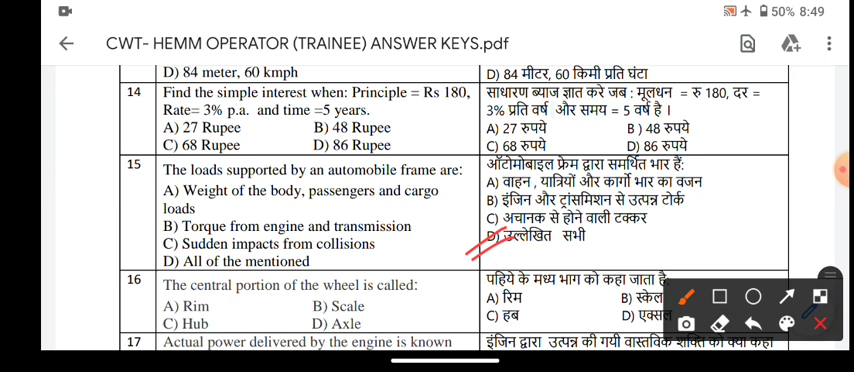 50% 8:49
CWT- HEMM OPERATOR (TRAINEE) ANSWER KEYS.pdf
D) 84 meter, 60 kmph
D) 84 मीटर, 60 किमी प्रति घंटा
14 Find the simple interest when: Principle = Rs 180,
Rate= 3% p.a. and time =5 years.
A) 27 Rupee B) 48 Rupee
C) 68 Rupee D) 86 Rupee
साधारण ब्याज ज्ञात करे जब : मूलधन = रु 180, दर =
3% प्रति वर्ष और समय = 5 वर्ष है ।
A) 27 रुपये B ) 48 रुपये
C) 68 रुपये D) 86 रुपये
15 The loads supported by an automobile frame are:
A) Weight of the body, passengers and cargo
loads
B) Torque from engine and transmission
C) Sudden impacts from collisions
D) All of the mentioned
ऑटोमोबाइल फ्रेम द्वारा समर्थित भार हैं:
A) वाहन , यात्रियों और कार्गो भार का वजन
B) इंजिन और ट्रांसमिशन से उत्पन्न टोर्क
C) अचानक से होने वाली टक्कर
D) उल्लेखित सभी
16 The central portion of the wheel is called:
A) Rim B) Scale
C) Hub D) Axle
पहिये के मध्य भाग को कहा जाता है:
A) रिम B) स्केल
C) हब D) एक्सल
17 Actual power delivered by the engine is known
इंजिन द्वारा उत्पन्न की गयी वास्तविक शक्ति को क्या कहा